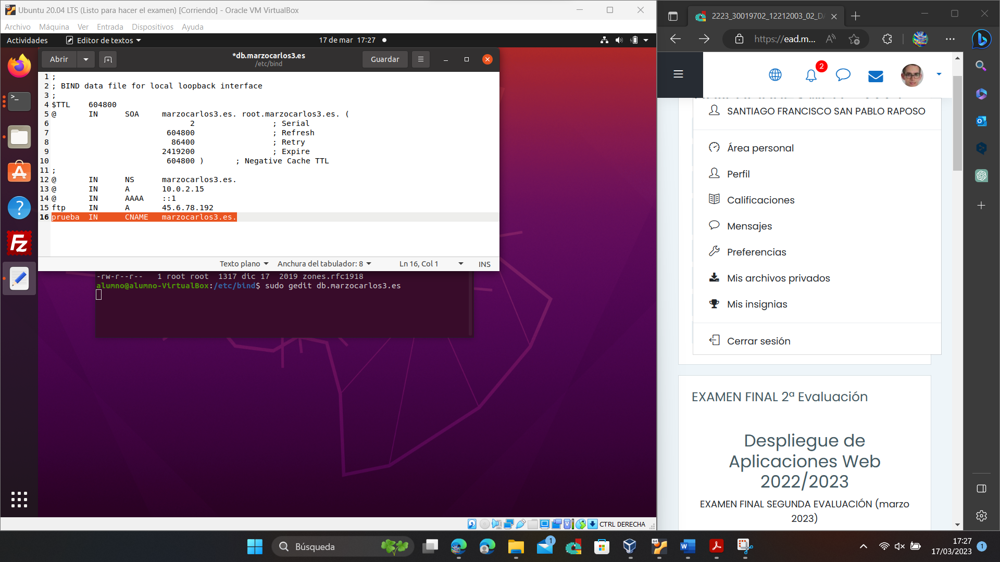 Ubuntu 20.04 LTS (Listo para hacer el examen) [Corriendo] - Oracle VM VirtualBox
Archivo Máquina Ver Entrada Dispositivos Ayuda
Actividades Editor de textos 17 de mar 17:27
Abrir *db.marzocarlos3.es Guardar
/etc/bind
1 ;
2 ; BIND data file for local loopback interface
3 ;
4 $TTL 604800
5 @ IN SOA marzocarlos3.es. root.marzocarlos3.es. (
6 2 ; Serial
7 604800 ; Refresh
8 86400 ; Retry
9 2419200 ; Expire
10 604800 ) ; Negative Cache TTL
11 ;
12 @ IN NS marzocarlos3.es.
13 @ IN A 10.0.2.15
14 @ IN AAAA ::1
15 ftp IN A 45.6.78.192
16 prueba IN CNAME marzocarlos3.es.
Texto plano Anchura del tabulador: 8 Ln 16, Col 1 INS
-rw-r--r-- 1 root root 1317 dic 17 2019 zones.rfc1918
alumno@alumno-VirtualBox:/etc/bind$ sudo gedit db.marzocarlos3.es
CTRL DERECHA
2223_30019702_12212003_02_DA
https://ead.m...
2
SANTIAGO FRANCISCO SAN PABLO RAPOSO
Área personal
Perfil
Calificaciones
Mensajes
Preferencias
Mis archivos privados
Mis insignias
Cerrar sesión
EXAMEN FINAL 2ª Evaluación
Despliegue de
Aplicaciones Web
2022/2023
EXAMEN FINAL SEGUNDA EVALUACIÓN (marzo
2023)
Búsqueda
1
64
17:27
17/03/2023
1